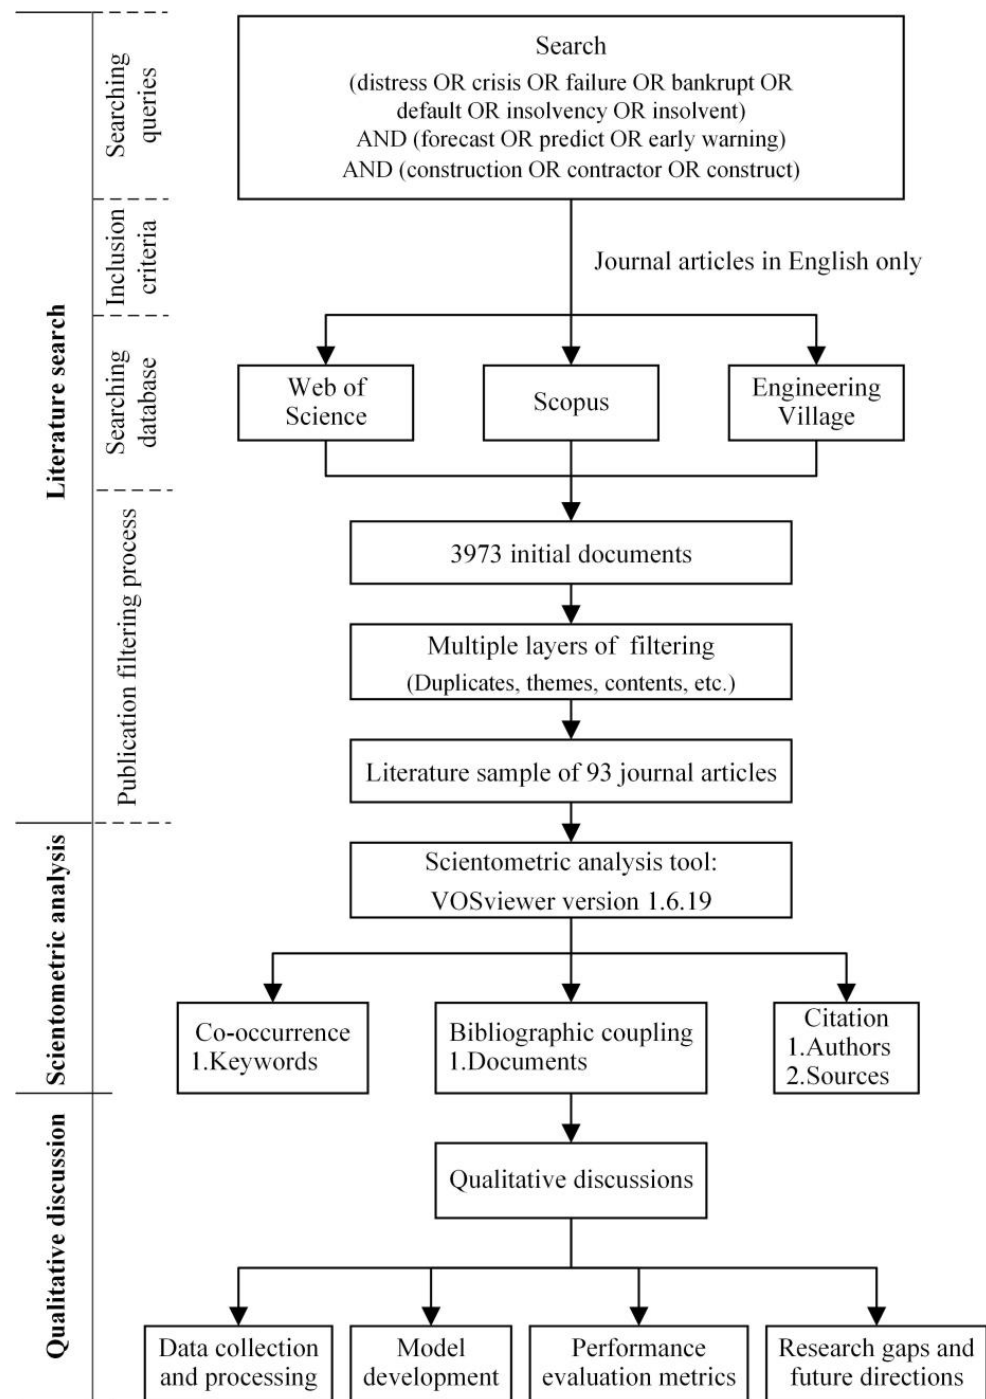 Search
(distress OR crisis OR failure OR bankrupt OR
default OR insolvency OR insolvent)
AND (forecast OR predict OR early warning)
AND (construction OR contractor OR construct)
Searching
queries
Inclusion
criteria
Journal articles in English only
Literature search
Searching
database
Web of
Science
Scopus
Engineering
Village
Publication filtering process
3973 initial documents
Multiple layers of filtering
(Duplicates, themes, contents, etc.)
Literature sample of 93 journal articles
Scientometric analysis
Scientometric analysis tool:
VOSviewer version 1.6.19
Co-occurrence
1.Keywords
Bibliographic coupling
1.Documents
Citation
1.Authors
2.Sources
Qualitative discussion
Qualitative discussions
Data collection
and processing
Model
development
Performance
evaluation metrics
Research gaps and
future directions